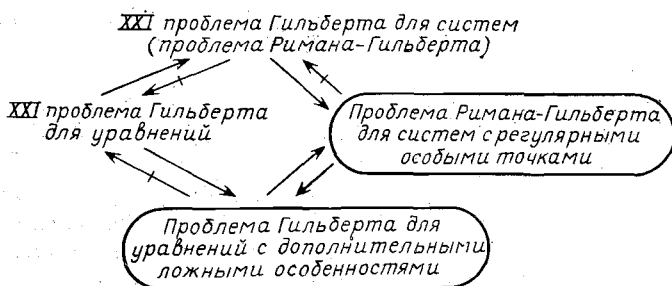 XXI проблема Гильберта для систем
(проблема Римана-Гильберта)
XXI проблема Гильберта
для уравнений
Проблема Римана-Гильберта
для систем с регулярными
особыми точками
Проблема Гильберта для
уравнений с дополнительными
ложными особенностями